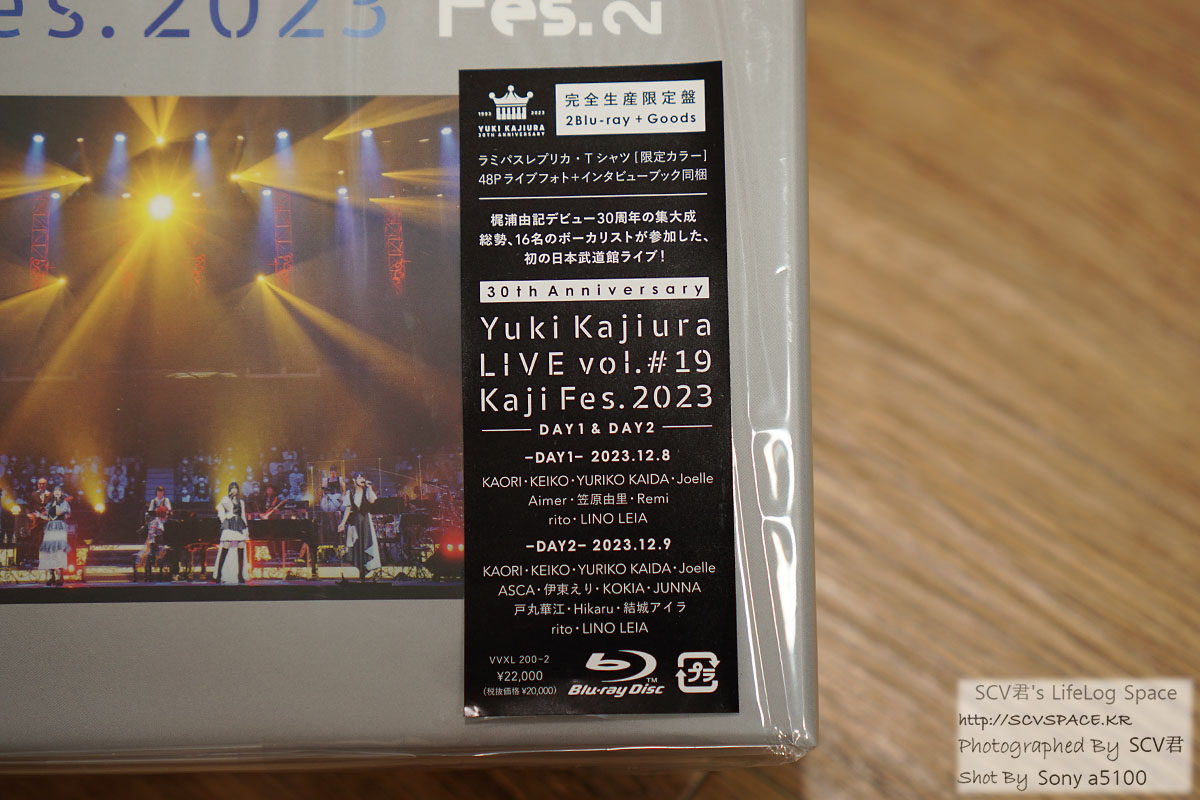 es.2023
Fes.2
1993 2023
YUKI KAJIURA
30TH ANNIVERSARY
完全生産限定盤
2Blu-ray + Goods
ラミパスレプリカ・Tシャツ[限定カラー]
48Pライブフォト+インタビューブック同梱
梶浦由記デビュー30周年の集大成
総勢、16名のボーカリストが参加した、
初の日本武道館ライブ！
30th Anniversary
Yuki Kajiura
LIVE vol.#19
Kaji Fes.2023
DAY1 & DAY2
–DAY1– 2023.12.8
KAORI・KEIKO・YURIKO KAIDA・Joelle
Aimer・笠原由里・Remi
rito・LINO LEIA
–DAY2– 2023.12.9
KAORI・KEIKO・YURIKO KAIDA・Joelle
ASCA・伊東えり・KOKIA・JUNNA
戸丸華江・Hikaru・結城アイラ
rito・LINO LEIA
VVXL 200-2
¥22,000
(税抜価格 ¥20,000)
Blu-ray Disc TM
プラ
SCV君's LifeLog Space
http://SCVSPACE.KR
Photographed By SCV君
Shot By Sony a5100